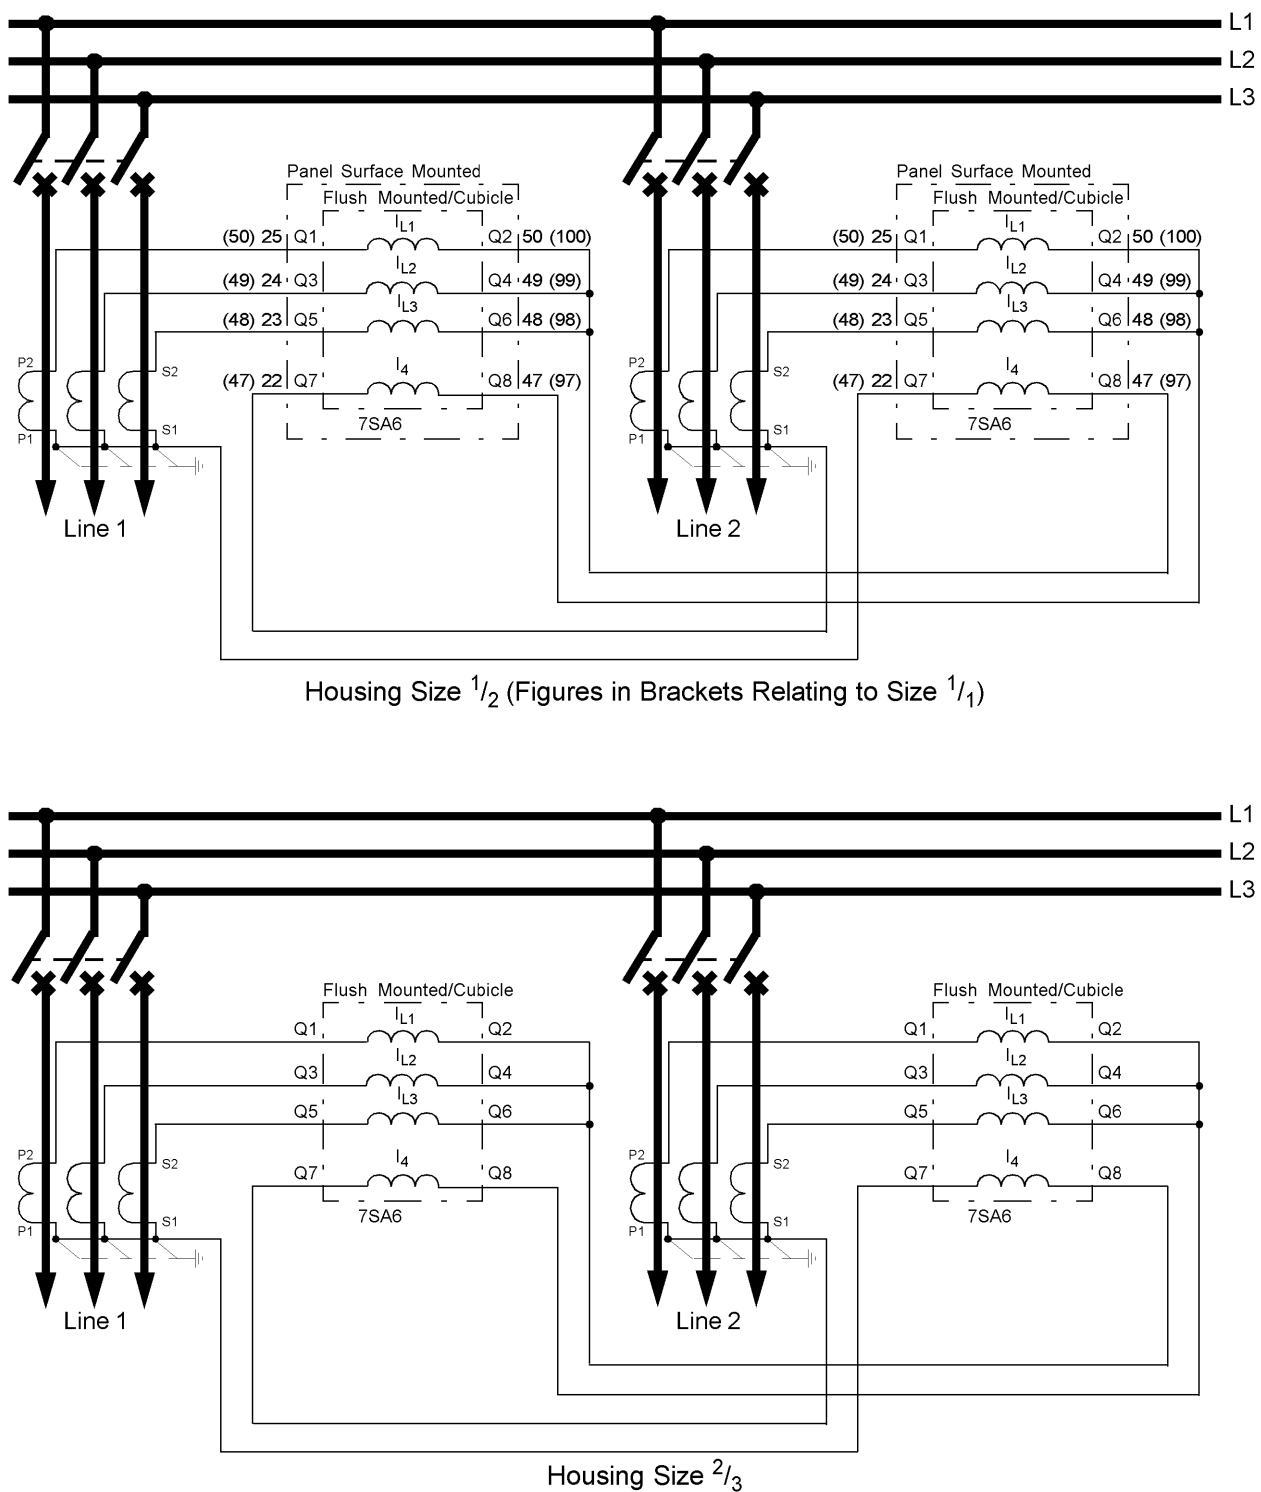 L1
L2
L3
Panel Surface Mounted
Panel Surface Mounted
Flush Mounted/Cubicle
Flush Mounted/Cubicle
IL1
IL1
(50) 25 Q1 Q2 50 (100)
(50) 25 Q1 Q2 50 (100)
IL2
IL2
(49) 24 Q3 Q4 49 (99)
(49) 24 Q3 Q4 49 (99)
IL3
IL3
(48) 23 Q5 Q6 48 (98)
(48) 23 Q5 Q6 48 (98)
P2 S2 I4
P2 S2 I4
(47) 22 Q7 Q8 47 (97)
(47) 22 Q7 Q8 47 (97)
P1 S1 7SA6
P1 S1 7SA6
Line 1
Line 2
Housing Size 1/2 (Figures in Brackets Relating to Size 1/1)
L1
L2
L3
Flush Mounted/Cubicle
Flush Mounted/Cubicle
IL1
IL1
Q1 Q2
Q1 Q2
IL2
IL2
Q3 Q4
Q3 Q4
IL3
IL3
Q5 Q6
Q5 Q6
P2 S2 I4
P2 S2 I4
Q7 Q8
Q7 Q8
P1 S1 7SA6
P1 S1 7SA6
Line 1
Line 2
Housing Size 2/3